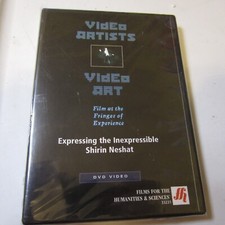 VIDEO
ARTISTS
VIDEO
ART
Film at the
Fringes of
Experience
Expressing the Inexpressible
Shirin Neshat
DVD VIDEO
FILMS FOR THE
HUMANITIES & SCIENCES